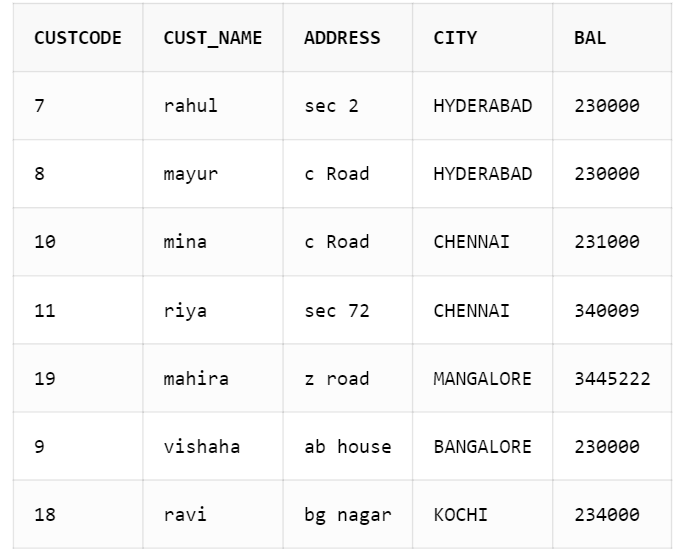 CUSTCODE CUST_NAME ADDRESS CITY BAL
7 rahul sec 2 HYDERABAD 230000
8 mayur c Road HYDERABAD 230000
10 mina c Road CHENNAI 231000
11 riya sec 72 CHENNAI 340009
19 mahira z road MANGALORE 3445222
9 vishaha ab house BANGALORE 230000
18 ravi bg nagar KOCHI 234000